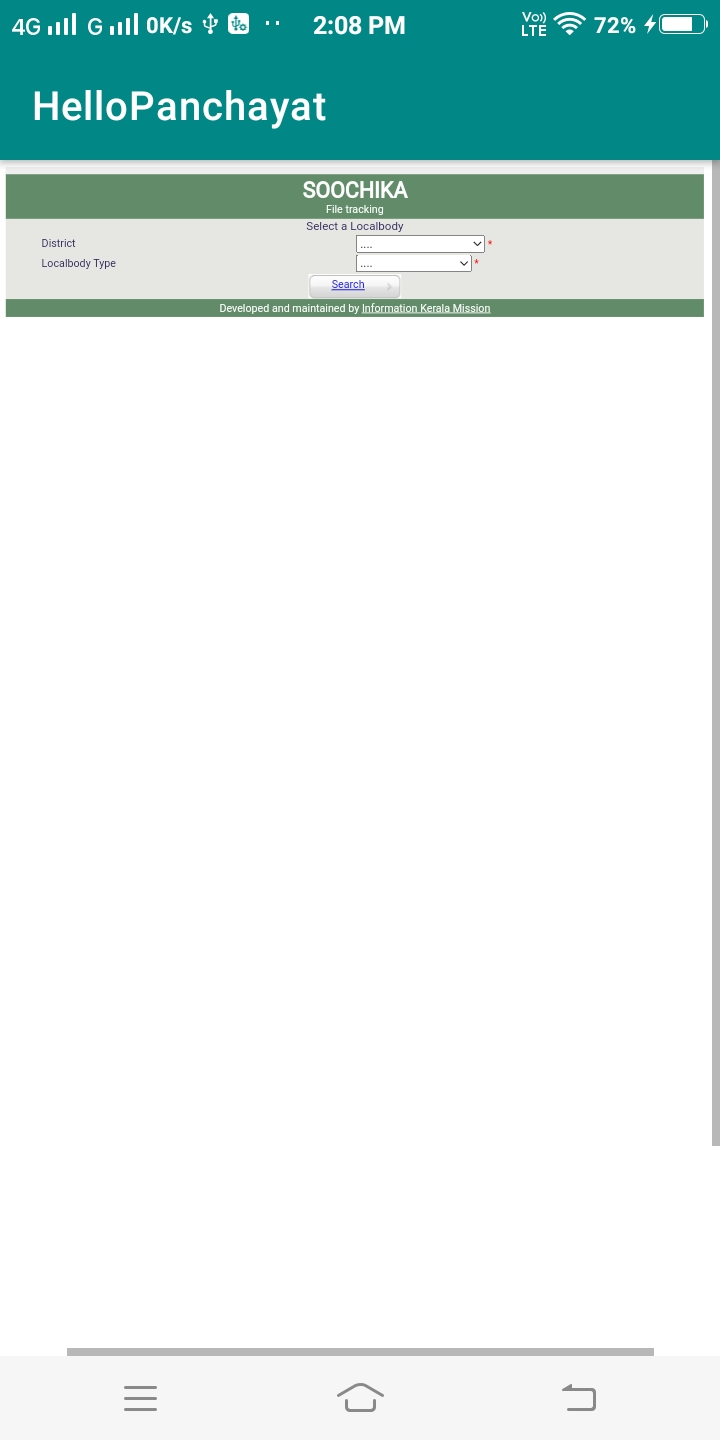 4G G 0K/s 2:08 PM Vo)) LTE 72%
HelloPanchayat
SOOCHIKA
File tracking
Select a Localbody
District .... *
Localbody Type .... *
Search
Developed and maintained by Information Kerala Mission